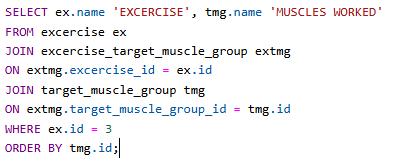 SELECT ex.name 'EXCERCISE', tmg.name 'MUSCLES WORKED'
FROM excercise ex
JOIN excercise_target_muscle_group extmg
ON extmg.excercise_id = ex.id
JOIN target_muscle_group tmg
ON extmg.target_muscle_group_id = tmg.id
WHERE ex.id = 3
ORDER BY tmg.id;